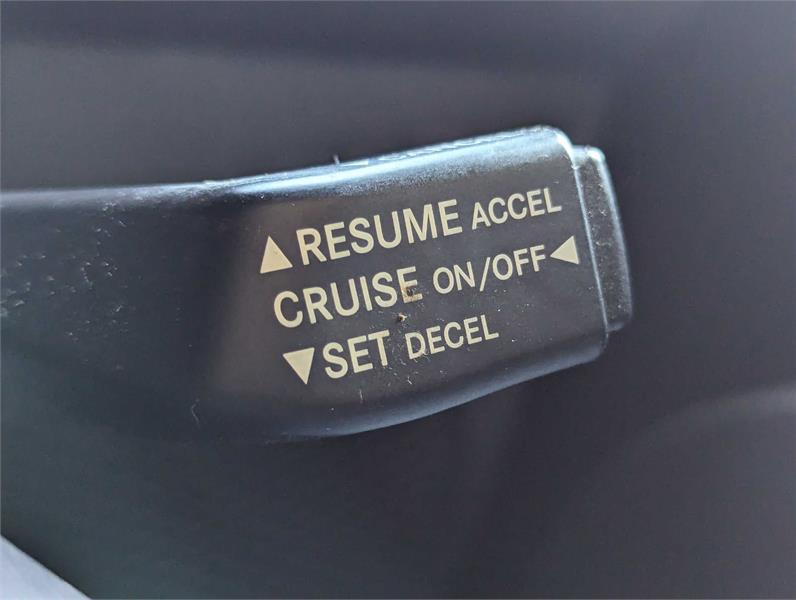 ▲RESUME ACCEL
CRUISE ON/OFF◀
▼SET DECEL